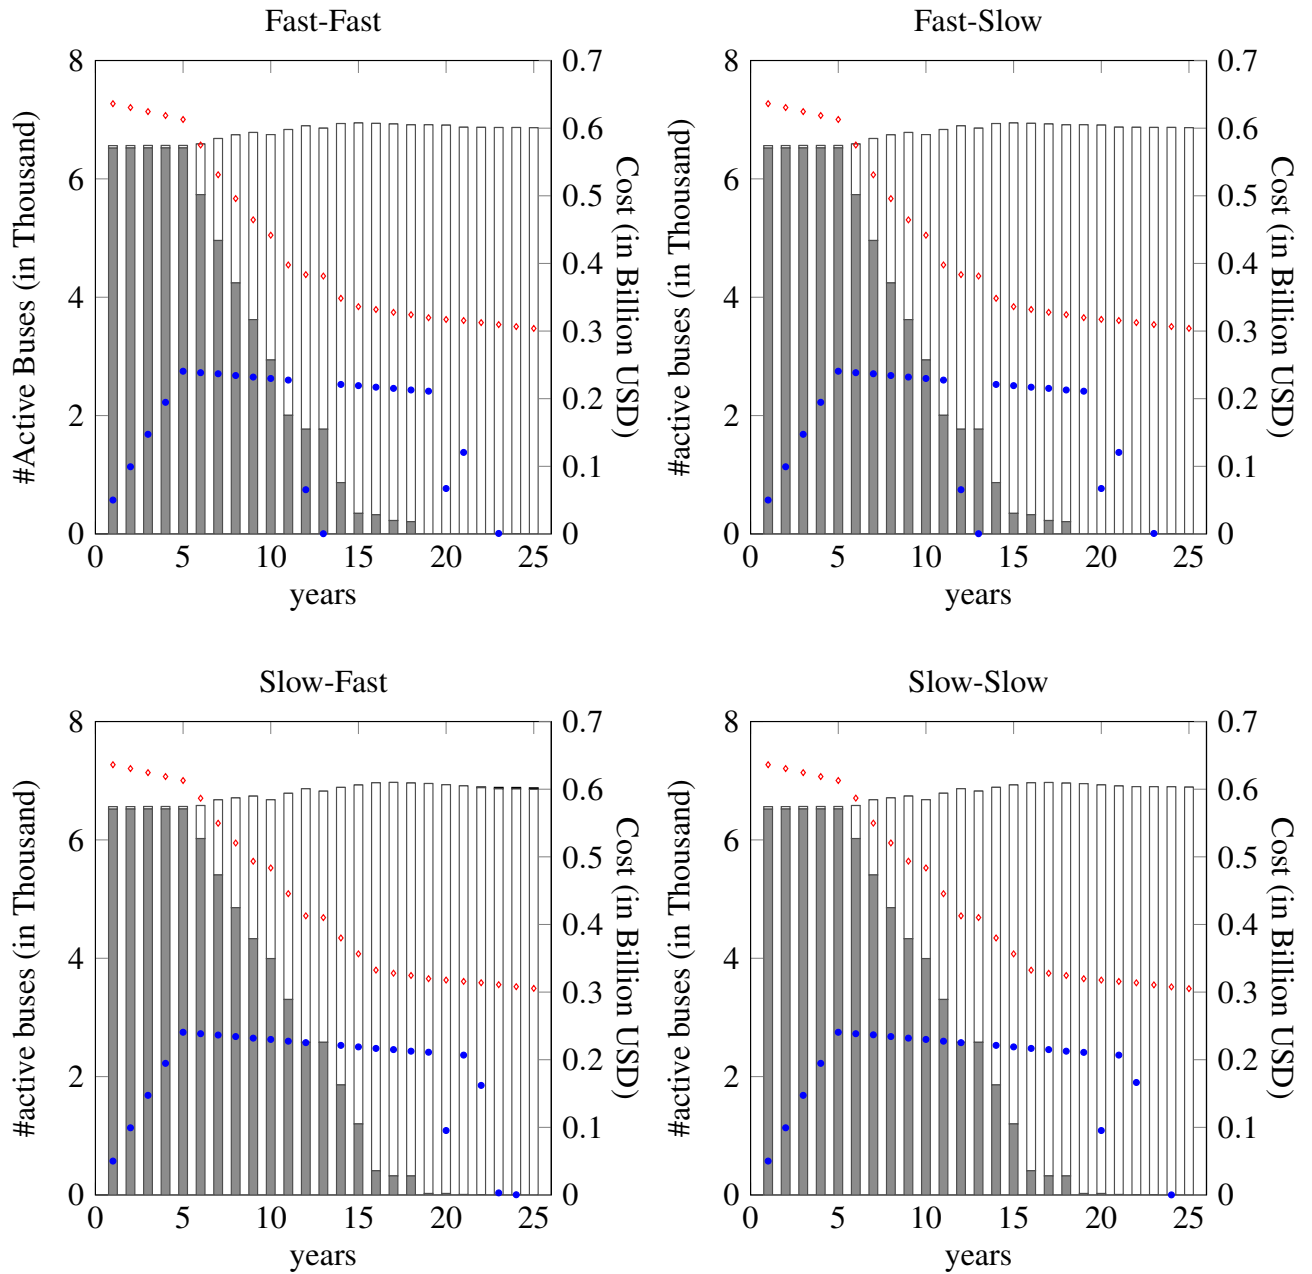 Fast-Fast
8
6
4
2
0
0 5 10 15 20 25
0.7
0.6
0.5
0.4
0.3
0.2
0.1
0
#Active Buses (in Thousand)
Cost (in Billion USD)
years
Fast-Slow
8
6
4
2
0
0 5 10 15 20 25
0.7
0.6
0.5
0.4
0.3
0.2
0.1
0
#active buses (in Thousand)
Cost (in Billion USD)
years
Slow-Fast
8
6
4
2
0
0 5 10 15 20 25
0.7
0.6
0.5
0.4
0.3
0.2
0.1
0
#active buses (in Thousand)
Cost (in Billion USD)
years
Slow-Slow
8
6
4
2
0
0 5 10 15 20 25
0.7
0.6
0.5
0.4
0.3
0.2
0.1
0
#active buses (in Thousand)
Cost (in Billion USD)
years